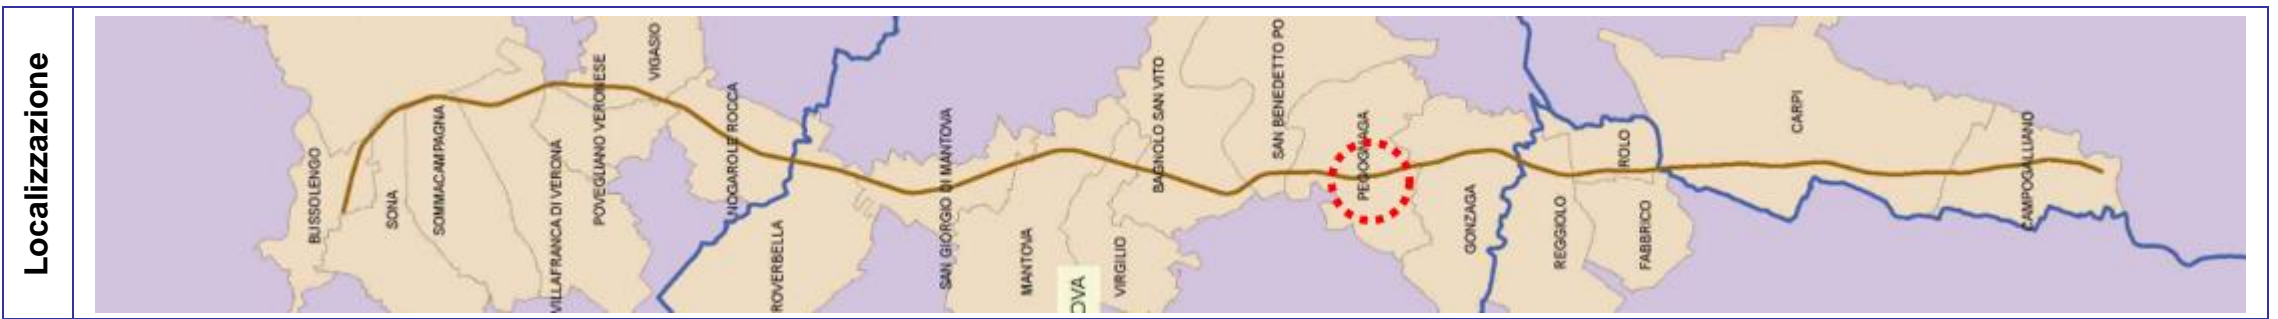 Localizzazione
BUSSOLENGO
SONA
SOMMACAMPAGNA
VILLAFRANCA DI VERONA
POVEGLIANO VERONESE
VIGASIO
NOGAROLE ROCCA
ROVERBELLA
SAN GIORGIO DI MANTOVA
MANTOVA
OVA
VIRGILIO
BAGNOLO SAN VITO
SAN BENEDETTO PO
PEGOGNAGA
GONZAGA
REGGIOLO
ROLO
FABBRICO
CARPI
CAMPOGALLIANO